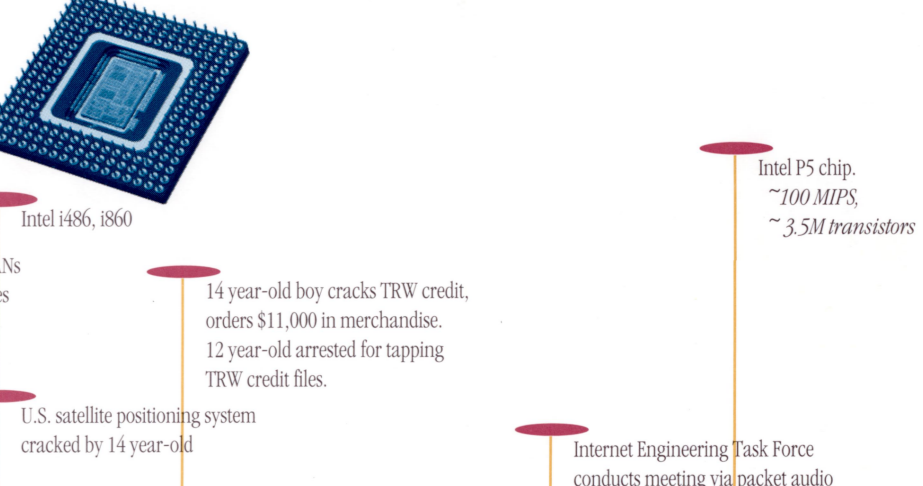 Intel i486, i860
Ns
es
U.S. satellite positioning system
cracked by 14 year-old
14 year-old boy cracks TRW credit,
orders $11,000 in merchandise.
12 year-old arrested for tapping
TRW credit files.
Internet Engineering Task Force
conducts meeting via packet audio
Intel P5 chip.
~100 MIPS,
~ 3.5M transistors